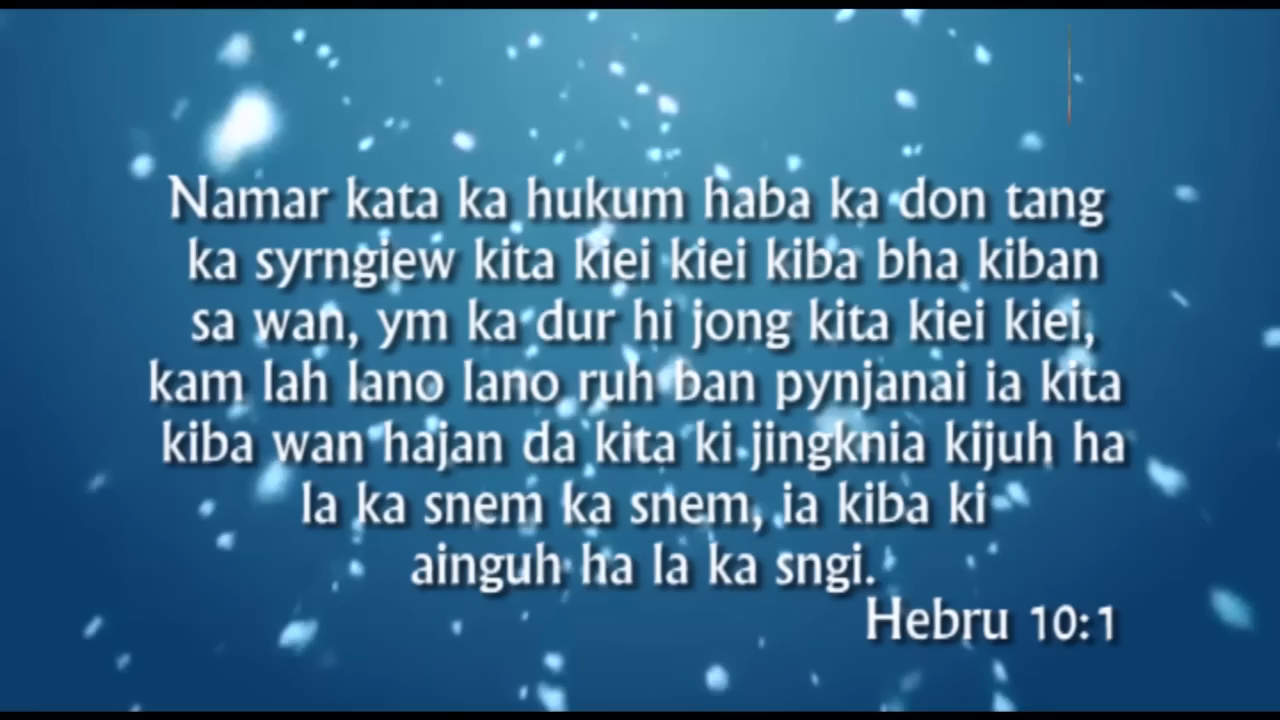 Namar kata ka hukum haba ka don tang
ka syrngiew kita kiei kiei kiba bha kiban
sa wan, ym ka dur hi jong kita kiei kiei,
kam lah lano lano ruh ban pynjanai ia kita
kiba wan hajan da kita ki jingknia kijuh ha
la ka snem ka snem, ia kiba ki
ainguh ha la ka sngi.
Hebru 10:1